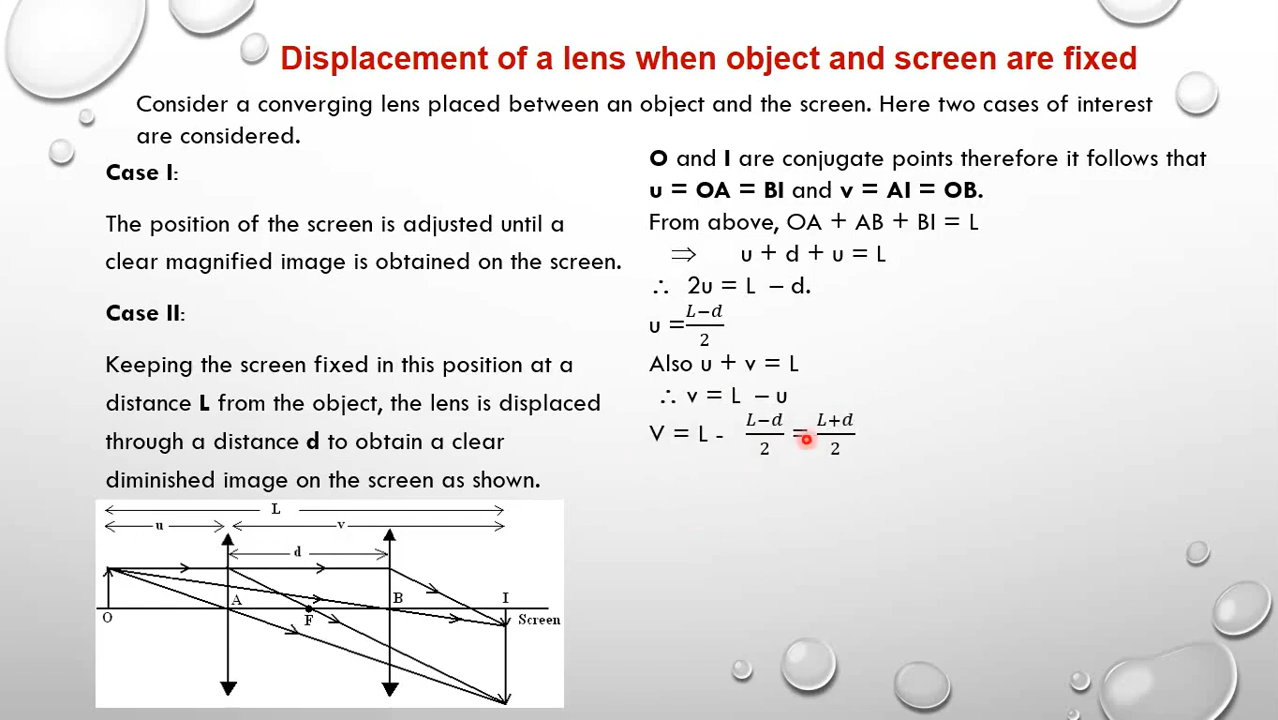 Displacement of a lens when object and screen are fixed
Consider a converging lens placed between an object and the screen. Here two cases of interest
are considered.
Case I:
The position of the screen is adjusted until a
clear magnified image is obtained on the screen.
Case II:
Keeping the screen fixed in this position at a
distance L from the object, the lens is displaced
through a distance d to obtain a clear
diminished image on the screen as shown.
L
u
v
d
A
B
I
O
F
Screen
O and I are conjugate points therefore it follows that
u = OA = BI and v = AI = OB.
From above, OA + AB + BI = L
⇒ u + d + u = L
∴ 2u = L – d.
u = \frac{L−d}{2}
Also u + v = L
∴ v = L – u
V = L - \frac{L−d}{2} = \frac{L+d}{2}